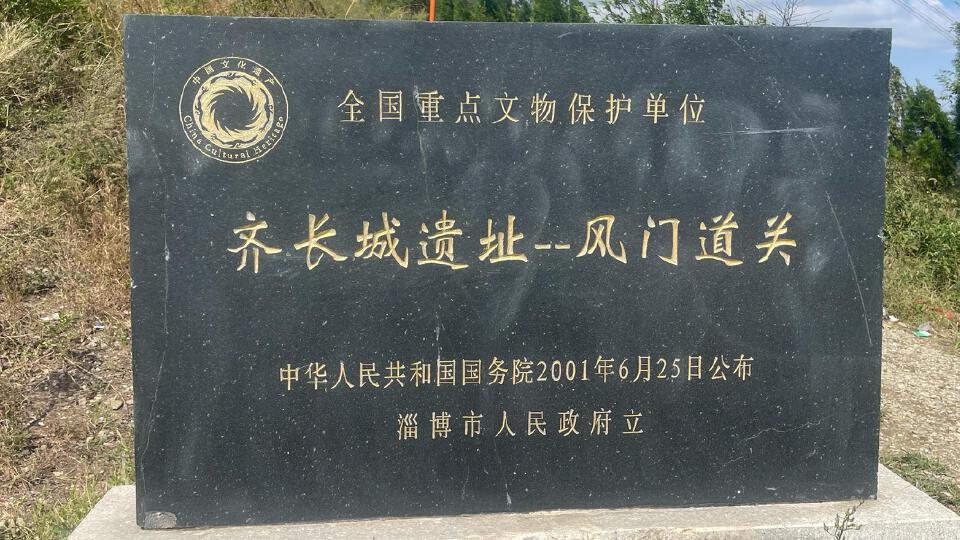 中国文化遗产
China Cultural Heritage
全国重点文物保护单位
齐长城遗址--风门道关
中华人民共和国国务院2001年6月25日公布
淄博市人民政府立